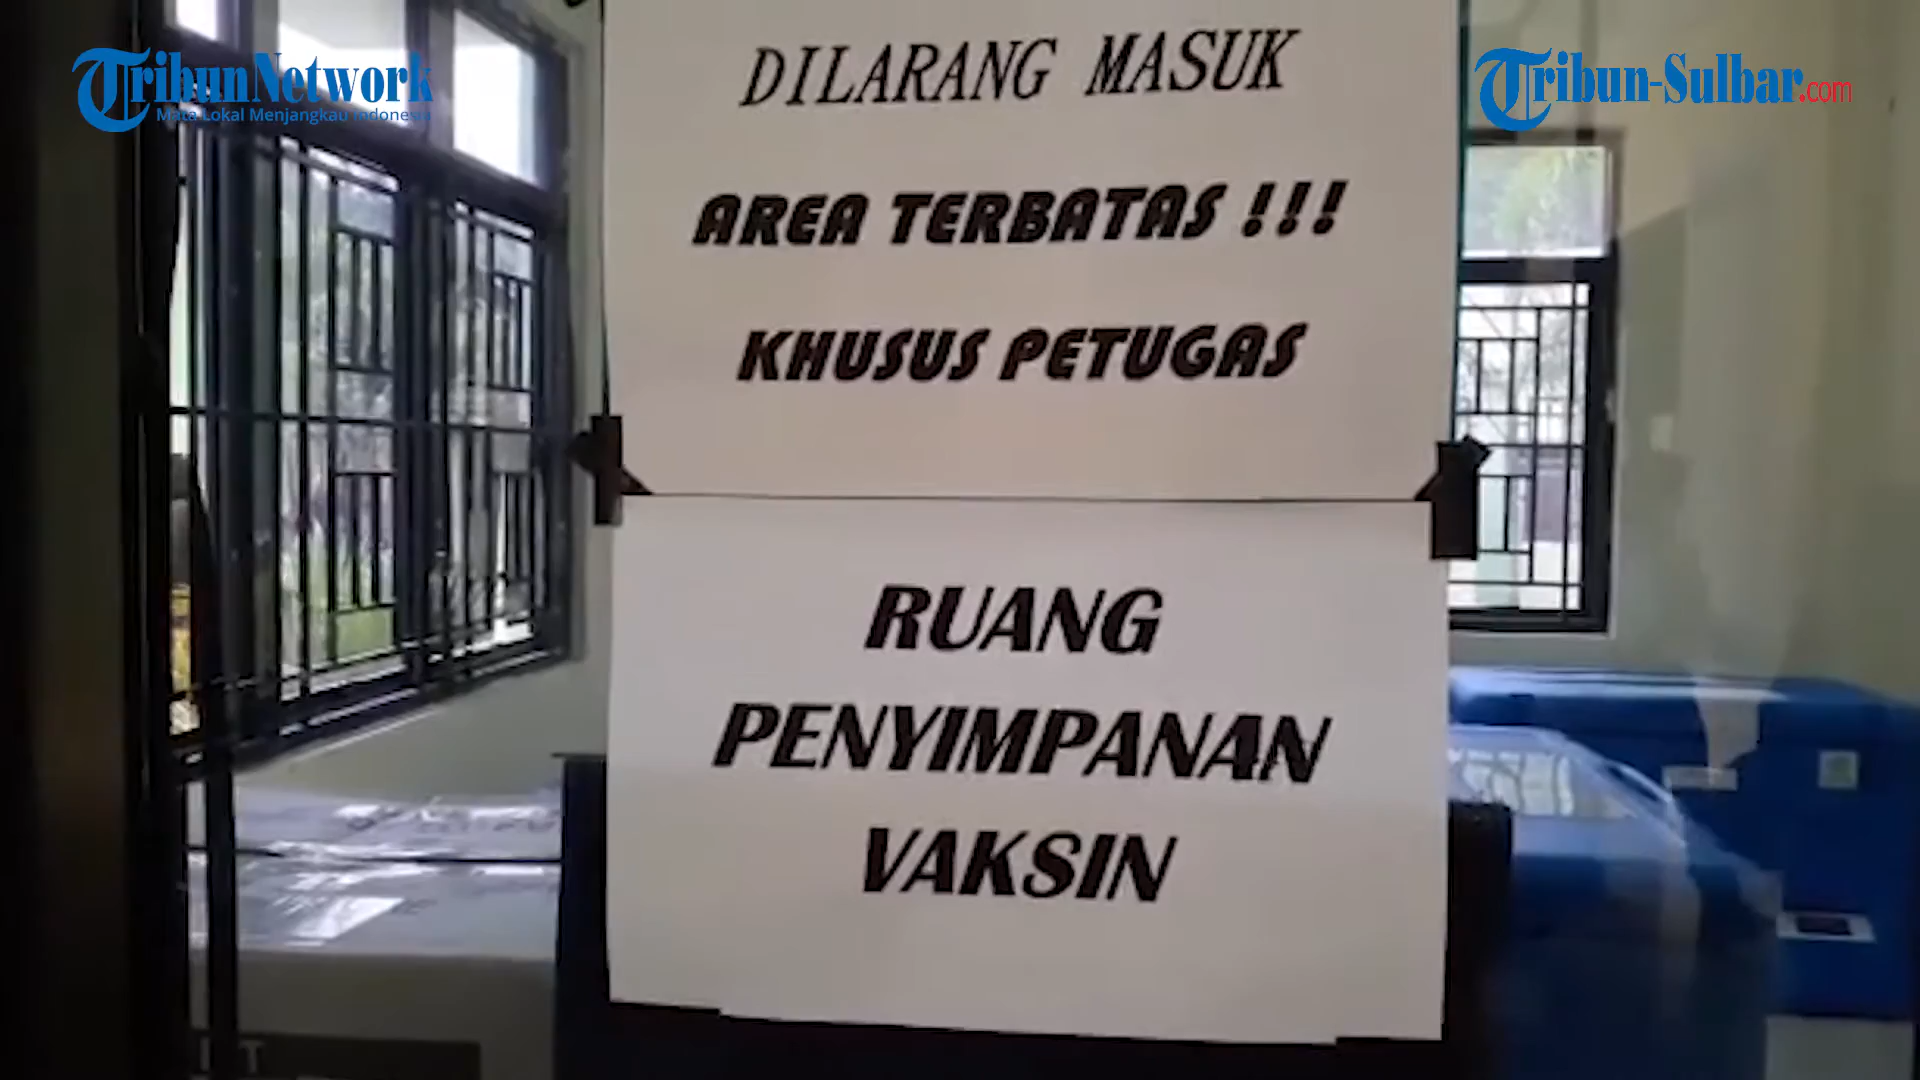 TribunNetwork
Mata Lokal Menjangkau Indonesia
Tribun-Sulbar.com
DILARANG MASUK
AREA TERBATAS !!!
KHUSUS PETUGAS
RUANG
PENYIMPANAN
VAKSIN